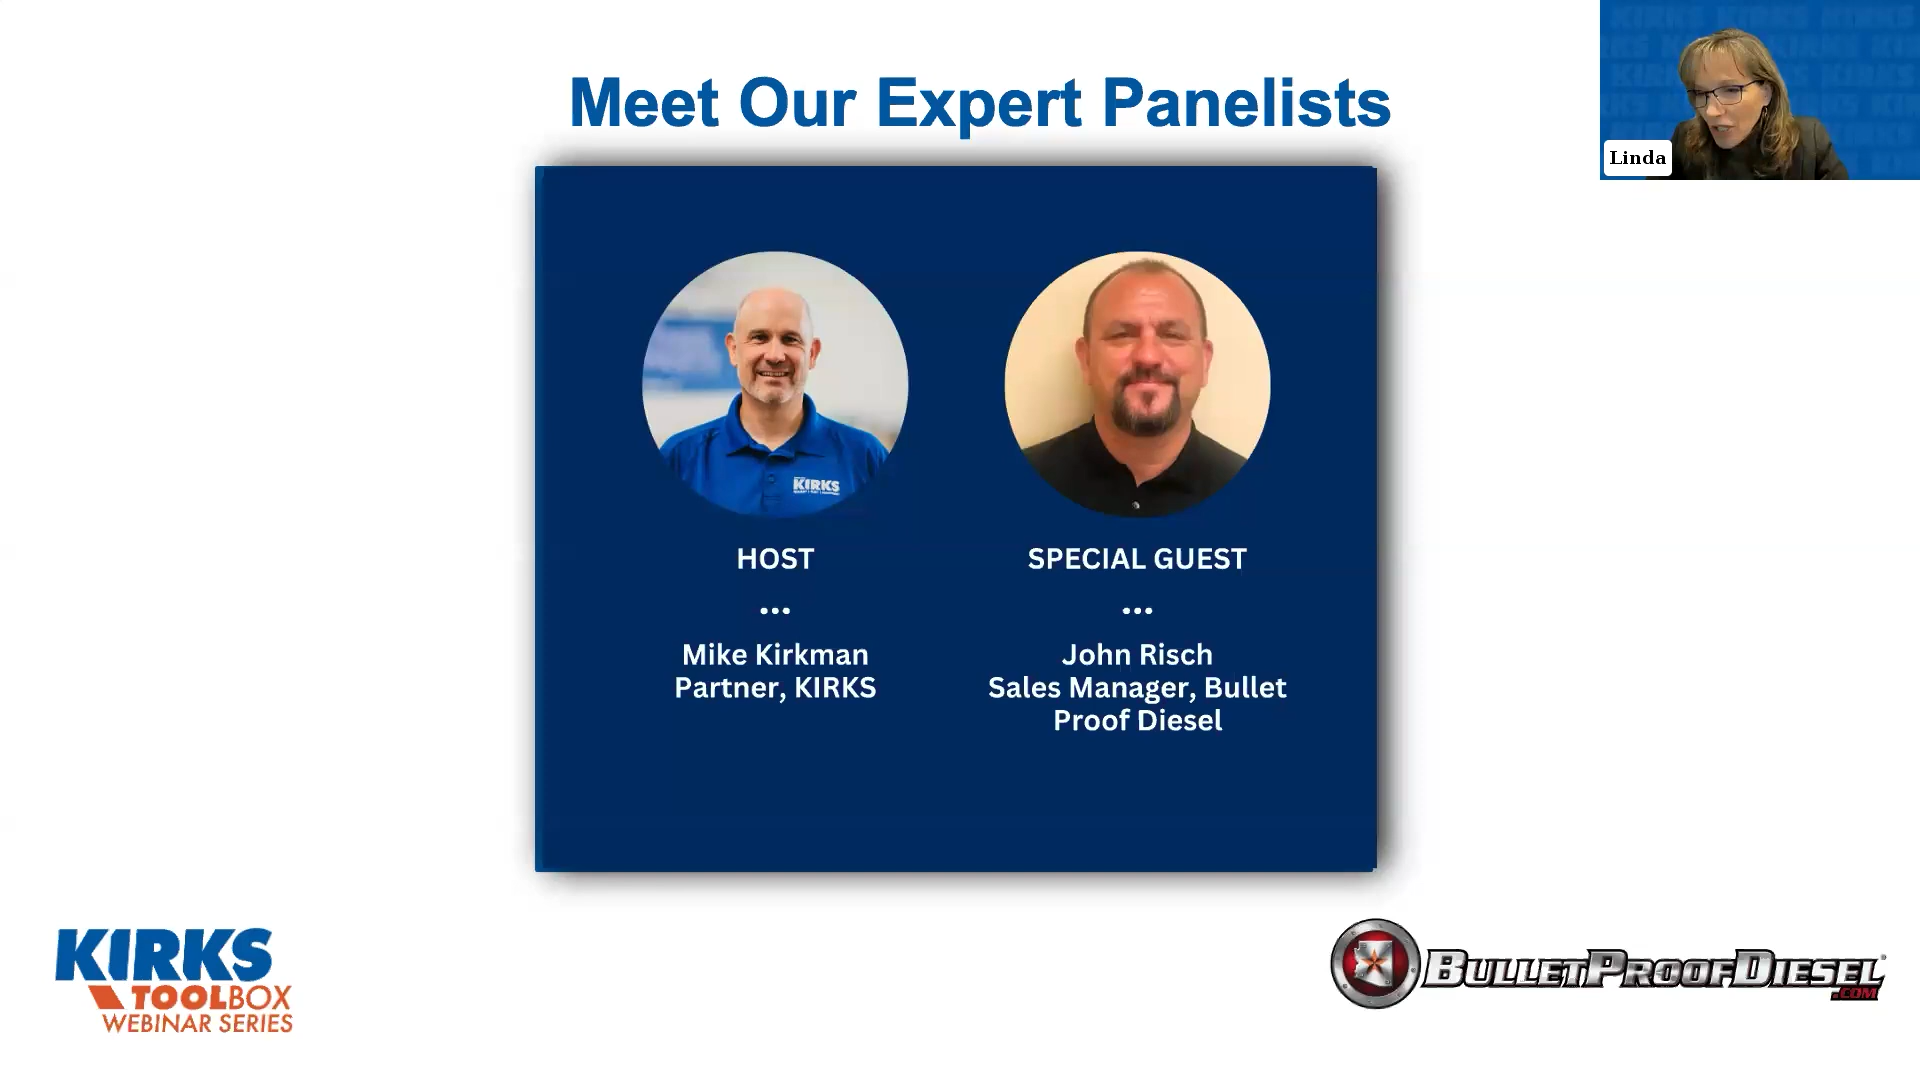 Meet Our Expert Panelists
Linda
KIRKS
HOST
...
Mike Kirkman
Partner, KIRKS
SPECIAL GUEST
...
John Risch
Sales Manager, Bullet
Proof Diesel
KIRKS
TOOLBOX
WEBINAR SERIES
BULLETPROOFDIESEL
.COM